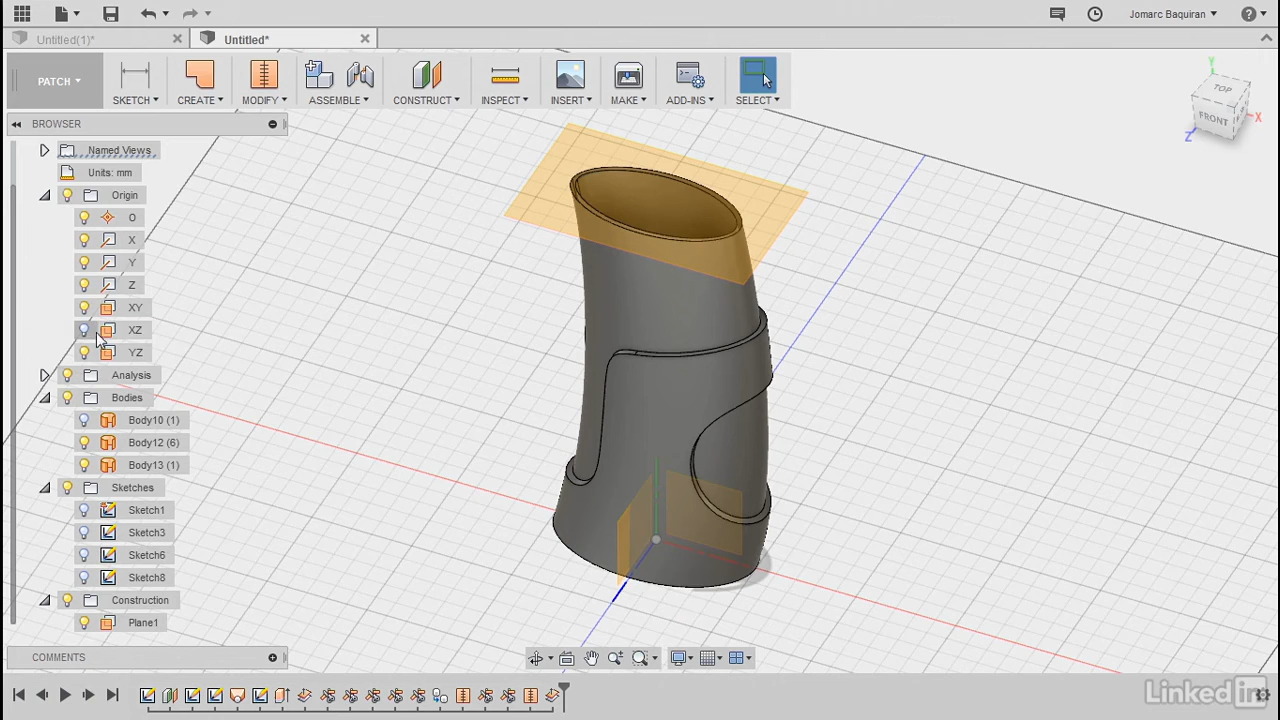 Jomarc Baquiran
Untitled(1)*
Untitled*
PATCH
SKETCH
CREATE
MODIFY
ASSEMBLE
CONSTRUCT
INSPECT
INSERT
MAKE
ADD-INS
SELECT
Y
TOP
FRONT
X
Z
BROWSER
Named Views
Units: mm
Origin
O
X
Y
Z
XY
XZ
YZ
Analysis
Bodies
Body10 (1)
Body12 (6)
Body13 (1)
Sketches
Sketch1
Sketch3
Sketch6
Sketch8
Construction
Plane1
COMMENTS
Linked in